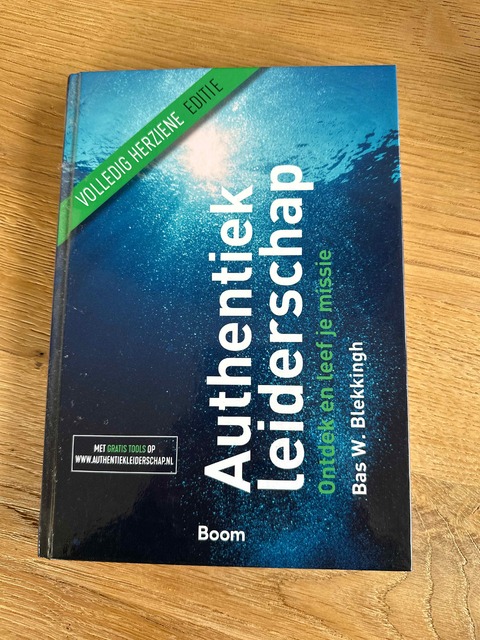 VOLLEDIG HERZIENE EDITIE
Authentiek
leiderschap
Ontdek en leef je missie
Bas W. Blekkingh
MET GRATIS TOOLS OP
WWW.AUTHENTIEKLEIDERSCHAP.NL
Boom